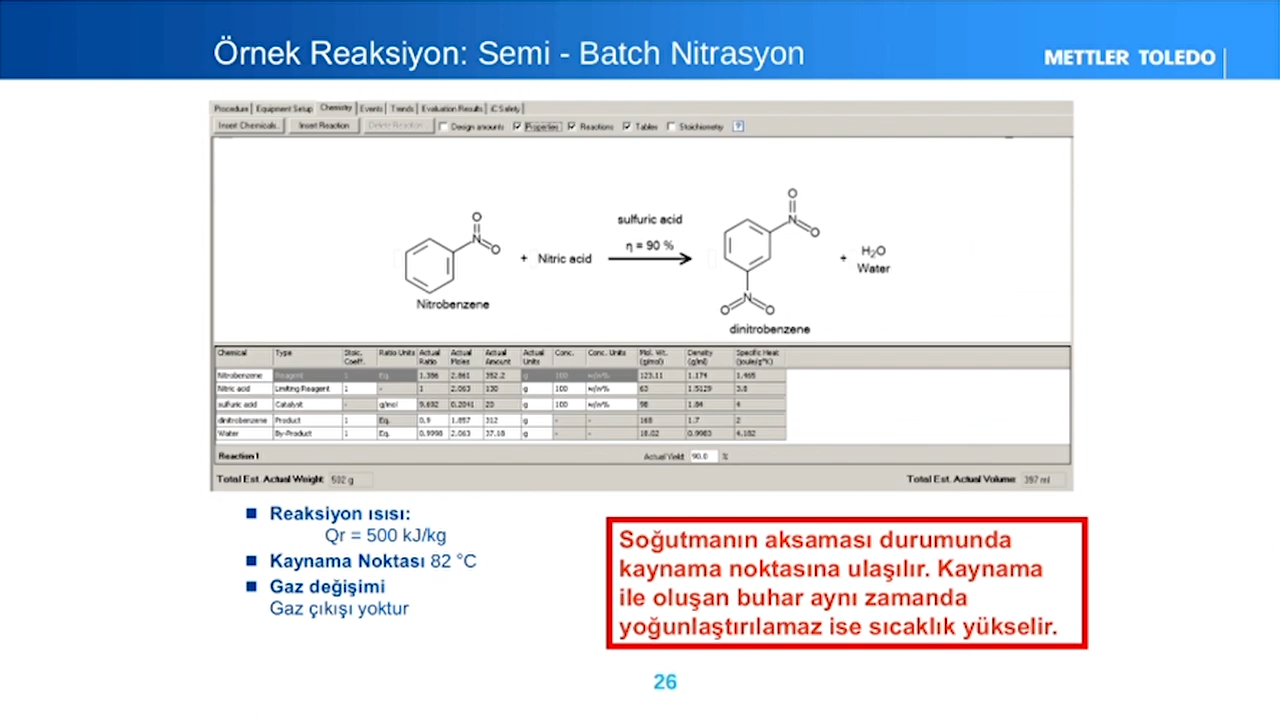 Örnek Reaksiyon: Semi - Batch Nitrasyon
METTLER TOLEDO
Procedure Equipment Setup Chemistry Events Trends Evaluation Results iC Safety
Insert Chemicals... Insert Reaction Delete Reaction Design amounts Properties Reactions Tables Stoichiometry ?
sulfuric acid
η = 90 %
+ Nitric acid
+
H2O
Water
Nitrobenzene
dinitrobenzene
Chemical Type Stoic. Coeff. Ratio Units Actual Ratio Actual Moles Actual Amount Actual Units Conc. Conc. Units Mol. Wt. (g/mol) Density (g/ml) Specific Heat (joule/g*K)
Nitrobenzene Reagent 1 Eq. 1.386 2.861 352.2 g 100 w/w% 123.11 1.174 1.465
Nitric acid Limiting Reagent 1 - 1 2.063 130 g 100 w/w% 63 1.5129 3.8
sulfuric acid Catalyst - g/mol 9.692 0.2041 20 g 100 w/w% 98 1.84 4
dinitrobenzene Product 1 Eq. 0.9 1.857 312 g - - 168 1.7 2
Water By-Product 1 Eq. 0.9998 2.063 37.18 g - - 18.02 0.9983 4.182
Reaction 1 Actual Yield: 90.0 %
Total Est. Actual Weight: 502 g Total Est. Actual Volume: 397 ml
Reaksiyon ısısı:
Qr = 500 kJ/kg
Kaynama Noktası 82 °C
Gaz değişimi
Gaz çıkışı yoktur
Soğutmanın aksaması durumunda
kaynama noktasına ulaşılır. Kaynama
ile oluşan buhar aynı zamanda
yoğunlaştırılamaz ise sıcaklık yükselir.
26